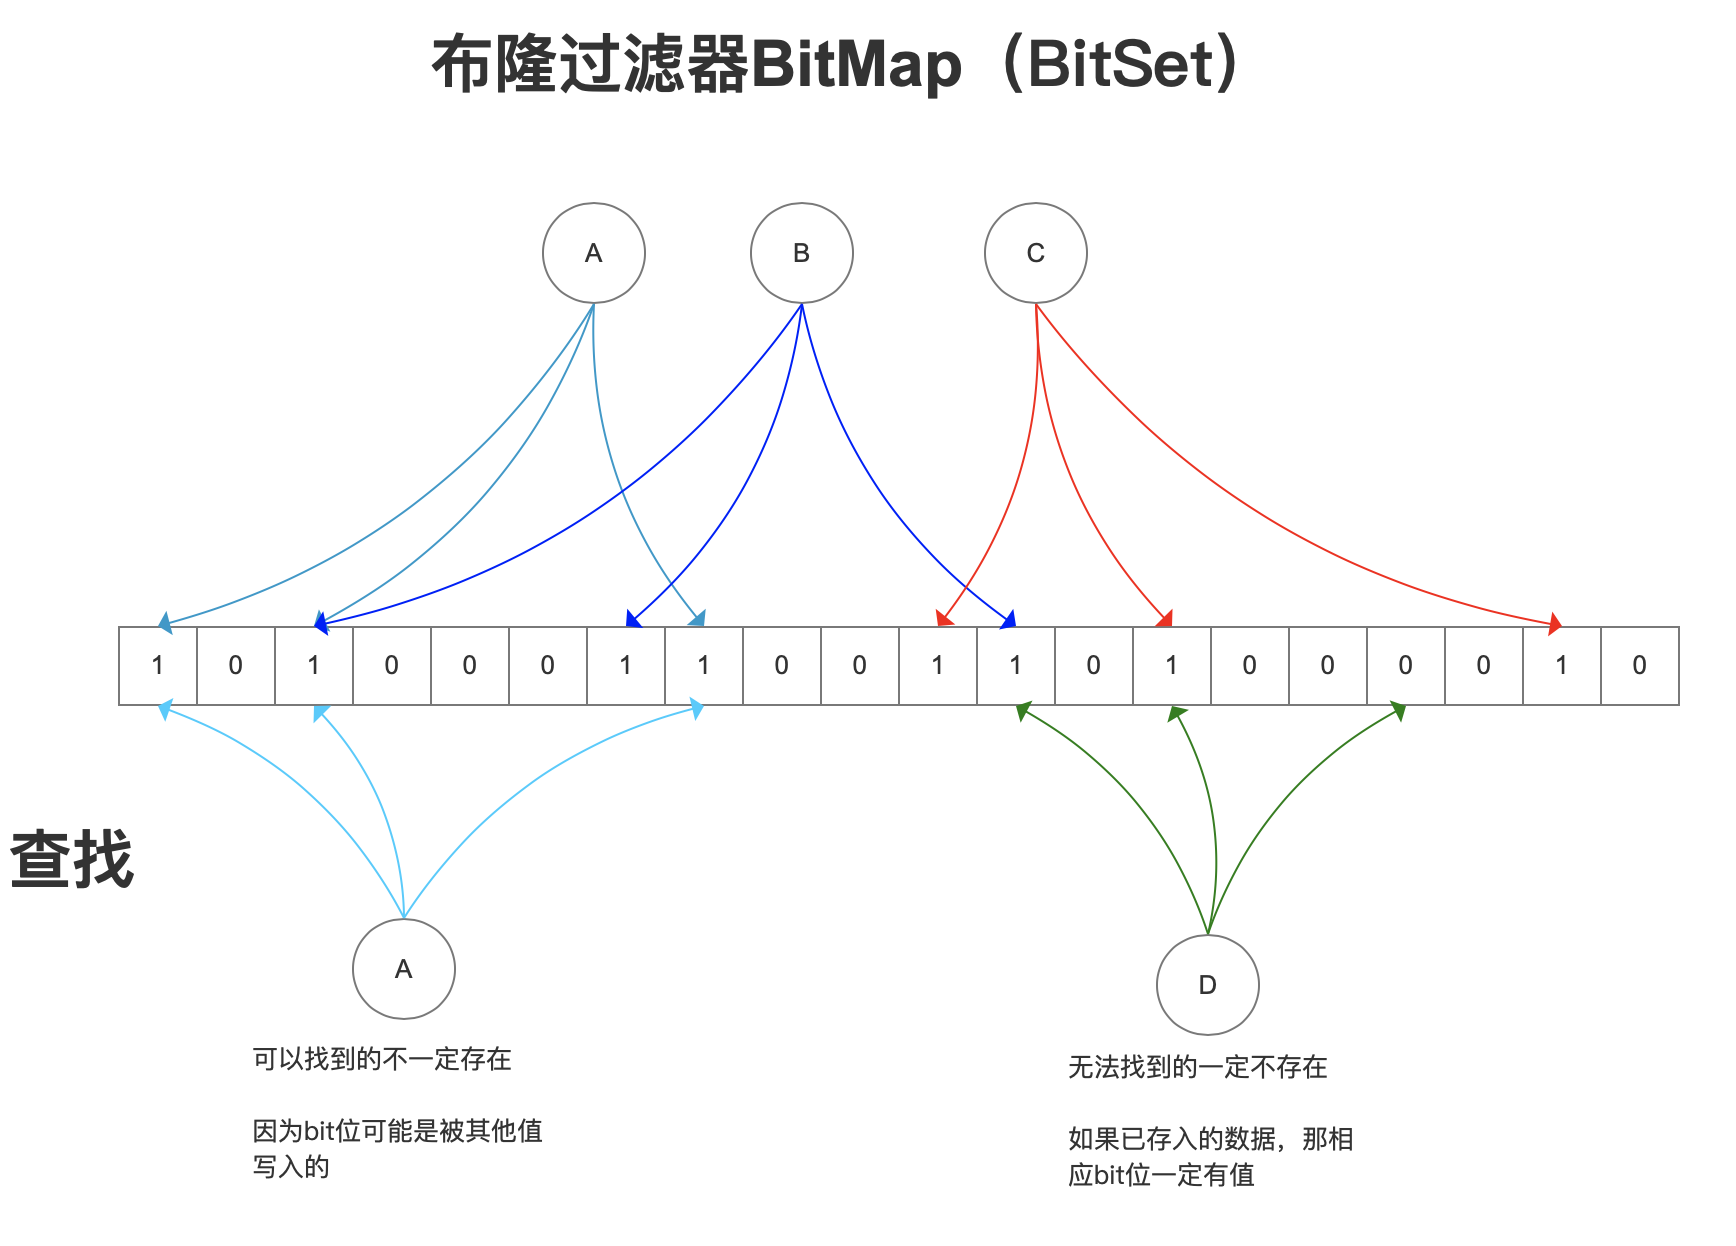 布隆过滤器BitMap（BitSet）
A B C
1 0 1 0 0 0 1 1 0 0 1 1 0 1 0 0 0 0 1 0
查找
A
D
可以找到的不一定存在
因为bit位可能是被其他值
写入的
无法找到的一定不存在
如果已存入的数据，那相
应bit位一定有值